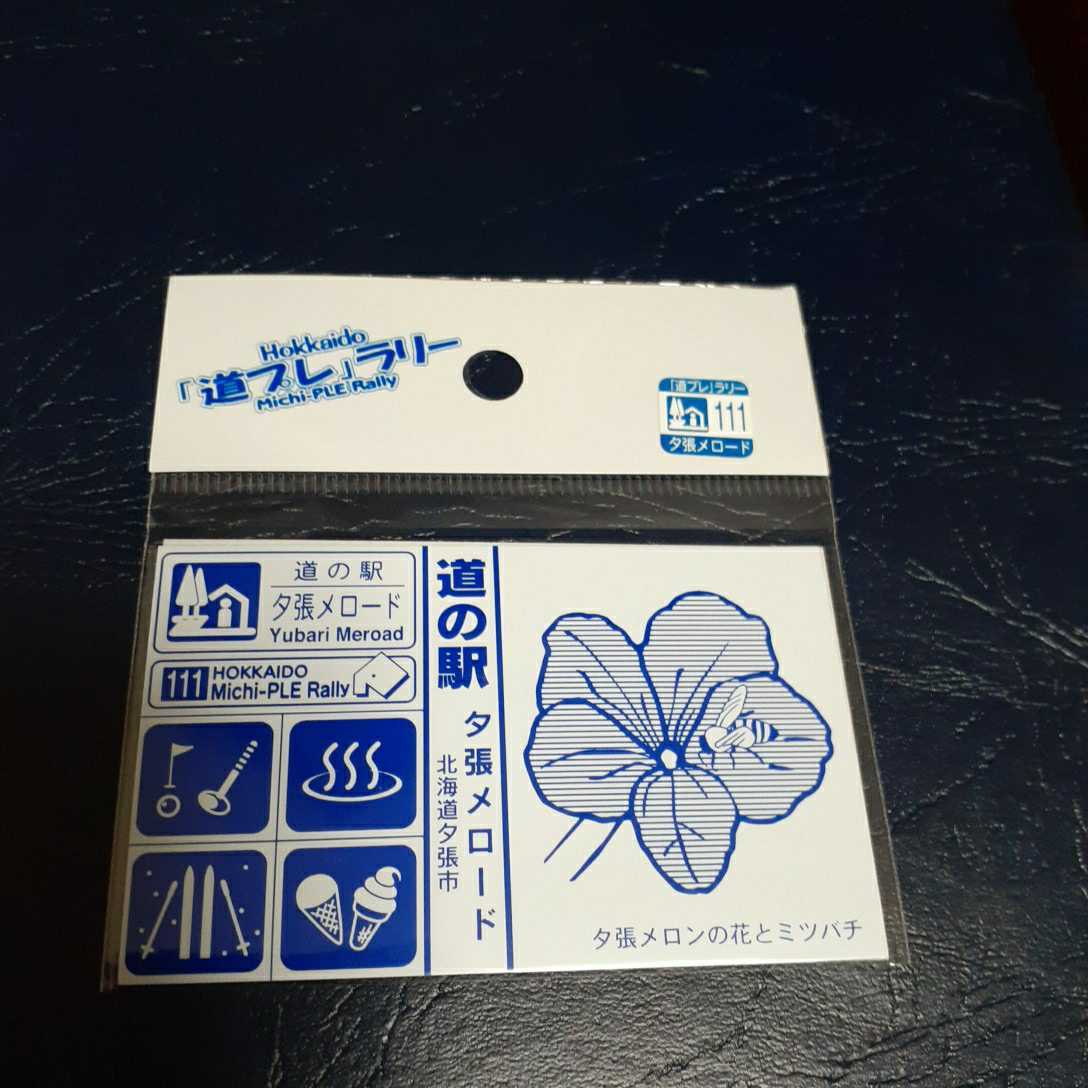 Hokkaido
「道プレ」ラリー
Michi-PLE Rally
「道プレ」ラリー
111
夕張メロード
道の駅
夕張メロード
Yubari Meroad
111 HOKKAIDO
Michi-PLE Rally
道の駅 夕張メロード
北海道夕張市
夕張メロンの花とミツバチ